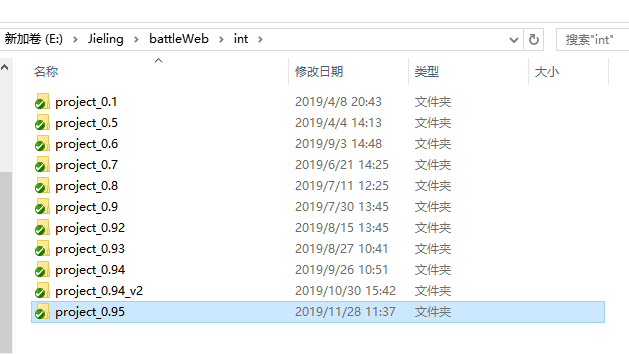 新加卷 (E:) › Jieling › battleWeb › int ›
搜索"int"
名称 修改日期 类型 大小
project_0.1 2019/4/8 20:43 文件夹
project_0.5 2019/4/4 14:13 文件夹
project_0.6 2019/9/3 14:48 文件夹
project_0.7 2019/6/21 14:25 文件夹
project_0.8 2019/7/11 12:25 文件夹
project_0.9 2019/7/30 13:45 文件夹
project_0.92 2019/8/15 13:45 文件夹
project_0.93 2019/8/27 10:41 文件夹
project_0.94 2019/9/26 10:51 文件夹
project_0.94_v2 2019/10/30 15:42 文件夹
project_0.95 2019/11/28 11:37 文件夹